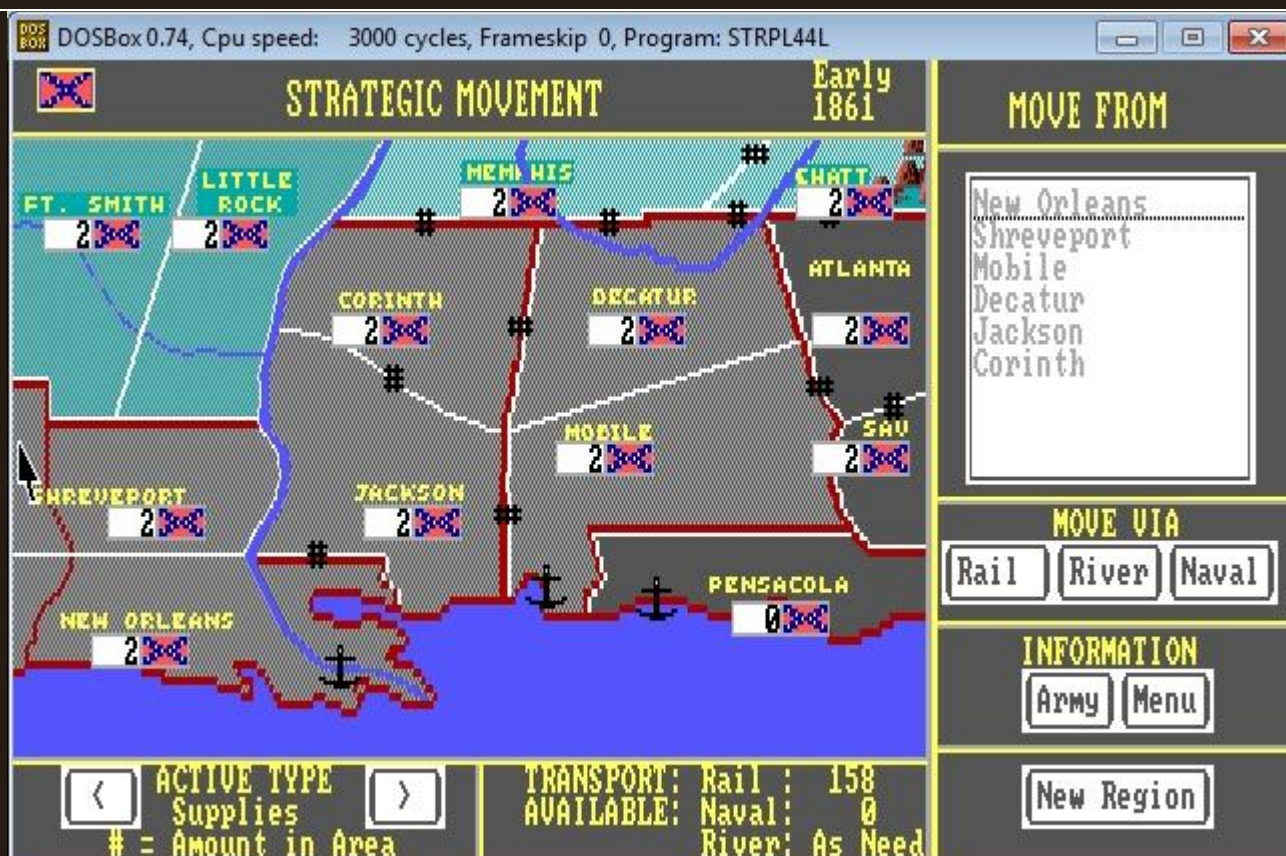 DOS BOX
DOSBox 0.74, Cpu speed: 3000 cycles, Frameskip 0, Program: STRPL44L
STRATEGIC MOVEMENT
Early
1861
MOVE FROM
New Orleans
Shreveport
Mobile
Decatur
Jackson
Corinth
LITTLE
ROCK
2
FT. SMITH
2
MEMPHIS
2
CHATT
2
ATLANTA
2
CORINTH
2
DECATUR
2
MOBILE
2
SAV
2
SHREVEPORT
2
JACKSON
2
PENSACOLA
0
NEW ORLEANS
2
MOVE VIA
Rail River Naval
INFORMATION
Army Menu
New Region
< ACTIVE TYPE >
Supplies
# = Amount in Area
TRANSPORT: Rail : 158
AVAILABLE: Naval: 0
River: As Need